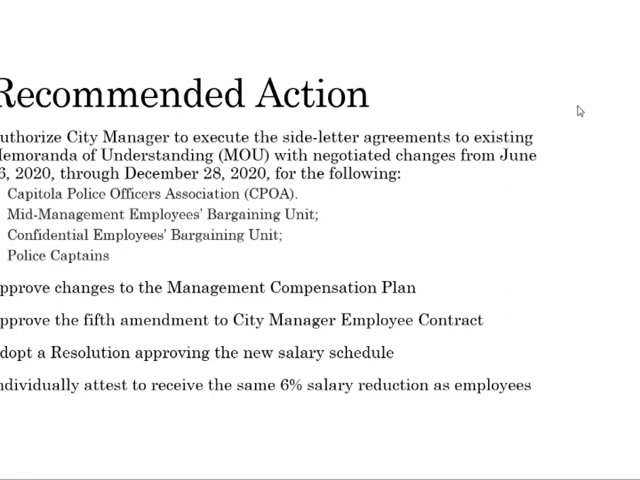 Recommended Action
uthorize City Manager to execute the side-letter agreements to existing
Memoranda of Understanding (MOU) with negotiated changes from June
6, 2020, through December 28, 2020, for the following:
Capitola Police Officers Association (CPOA).
Mid-Management Employees’ Bargaining Unit;
Confidential Employees’ Bargaining Unit;
Police Captains
pprove changes to the Management Compensation Plan
pprove the fifth amendment to City Manager Employee Contract
dopt a Resolution approving the new salary schedule
ndividually attest to receive the same 6% salary reduction as employees